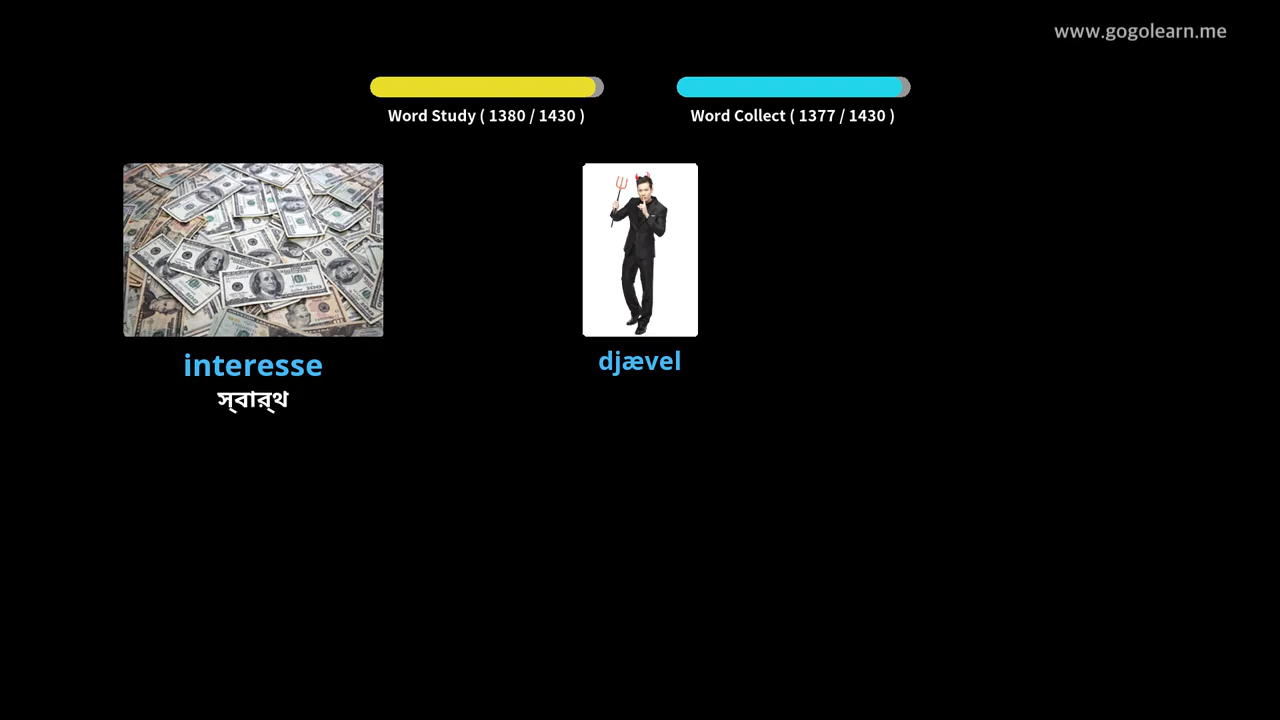 www.gogolearn.me
Word Study ( 1380 / 1430 )
Word Collect ( 1377 / 1430 )
interesse
স্বার্থ
djævel